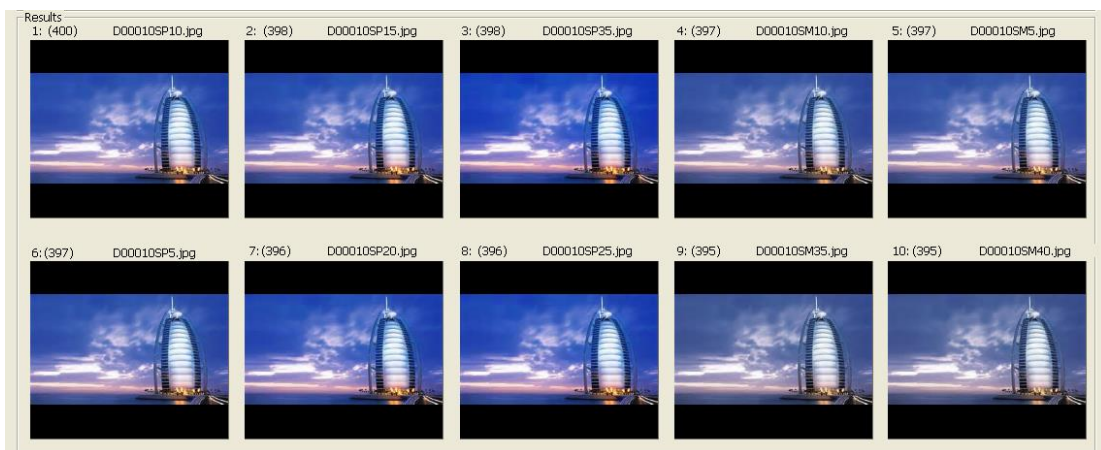 Results
1: (400) D00010SP10.jpg 2: (398) D00010SP15.jpg 3: (398) D00010SP35.jpg 4: (397) D00010SM10.jpg 5: (397) D00010SM5.jpg
6:(397) D00010SP5.jpg 7:(396) D00010SP20.jpg 8: (396) D00010SP25.jpg 9: (395) D00010SM35.jpg 10: (395) D00010SM40.jpg